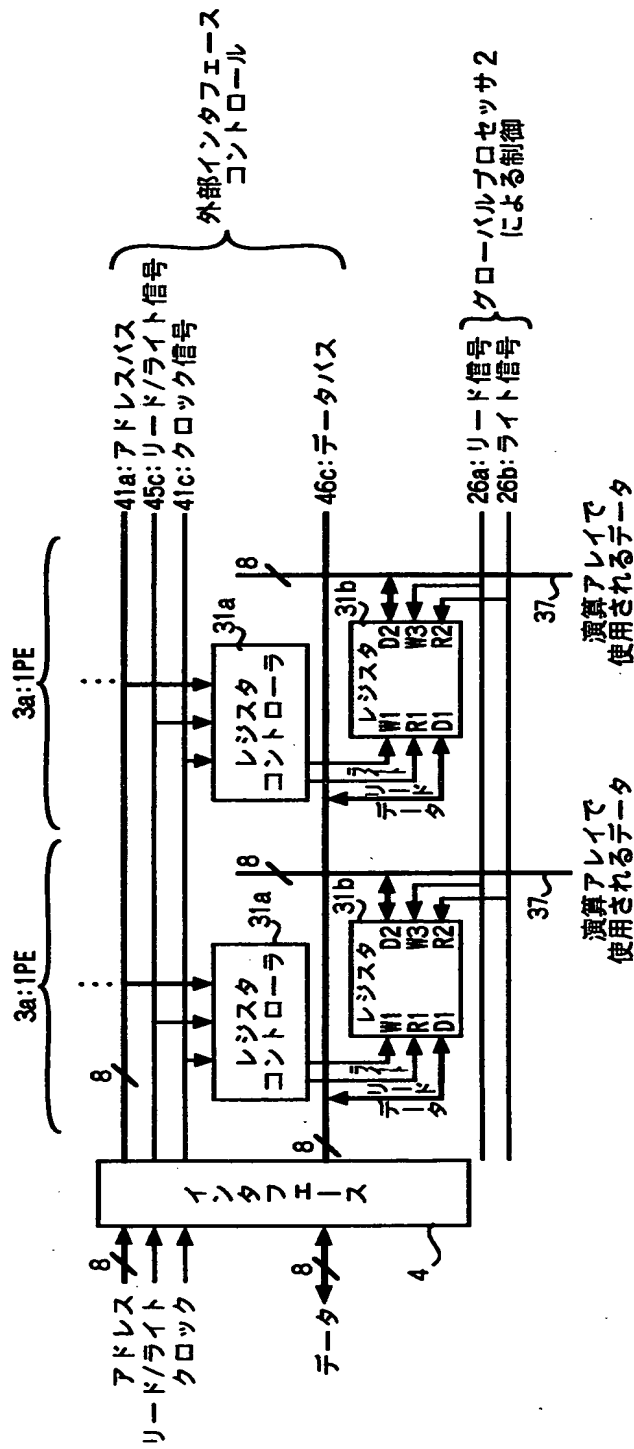 3a:1PE
3a:1PE
外部インタフェース
コントロール
41a:アドレスバス
45c:リード/ライト信号
41c:クロック信号
8
アドレス
リード/ライト
クロック
8
31a
レジスタ
コントローラ
31a
レジスタ
コントローラ
インタフェース
8
8
データ
8
46c:データバス
ライト
リード
データ
31b
レジスタ
W1
R1
D1
D2
W3
R2
8
ライト
リード
データ
31b
レジスタ
W1
R1
D1
D2
W3
R2
4
26a:リード信号
26b:ライト信号
グローバルプロセッサ2
による制御
37
演算アレイで
使用されるデータ
37
演算アレイで
使用されるデータ